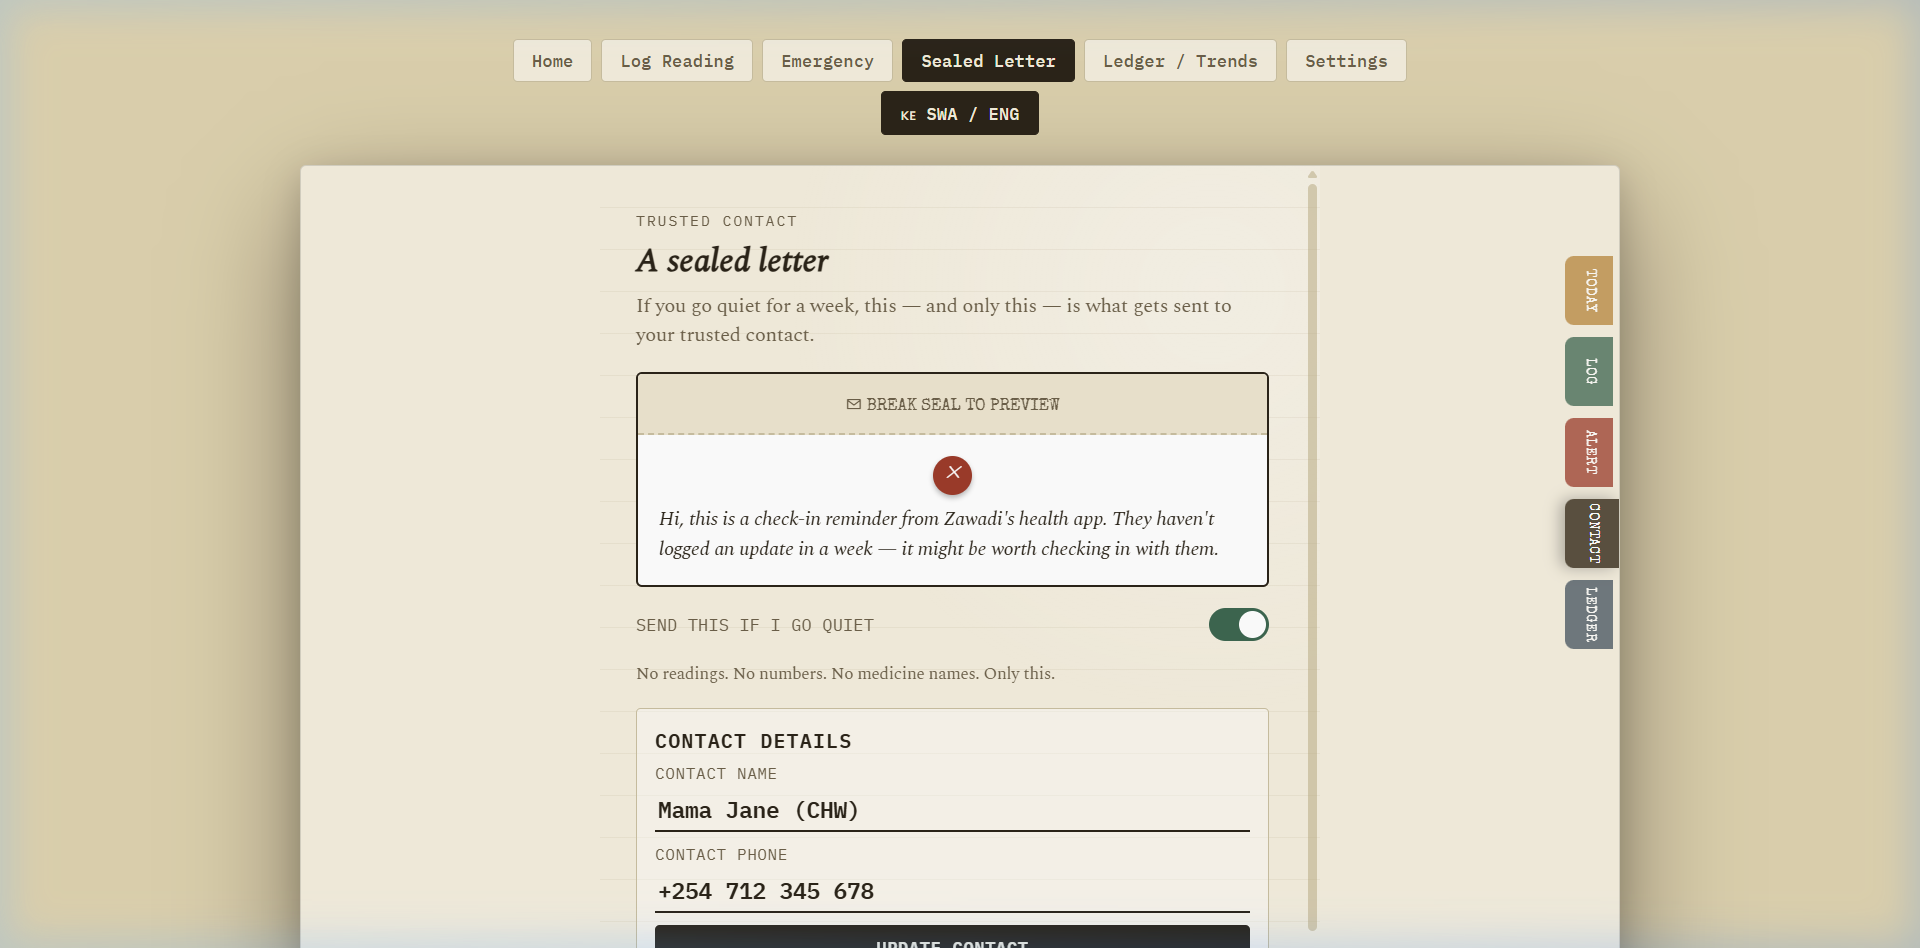 Home
Log Reading
Emergency
Sealed Letter
Ledger / Trends
Settings
KE SWA / ENG
TRUSTED CONTACT
A sealed letter
If you go quiet for a week, this — and only this — is what gets sent to
your trusted contact.
BREAK SEAL TO PREVIEW
Hi, this is a check-in reminder from Zawadi's health app. They haven't
logged an update in a week — it might be worth checking in with them.
SEND THIS IF I GO QUIET
No readings. No numbers. No medicine names. Only this.
CONTACT DETAILS
CONTACT NAME
Mama Jane (CHW)
CONTACT PHONE
+254 712 345 678
UPDATE CONTACT
TODAY
LOG
ALERT
CONTACT
LEDGER